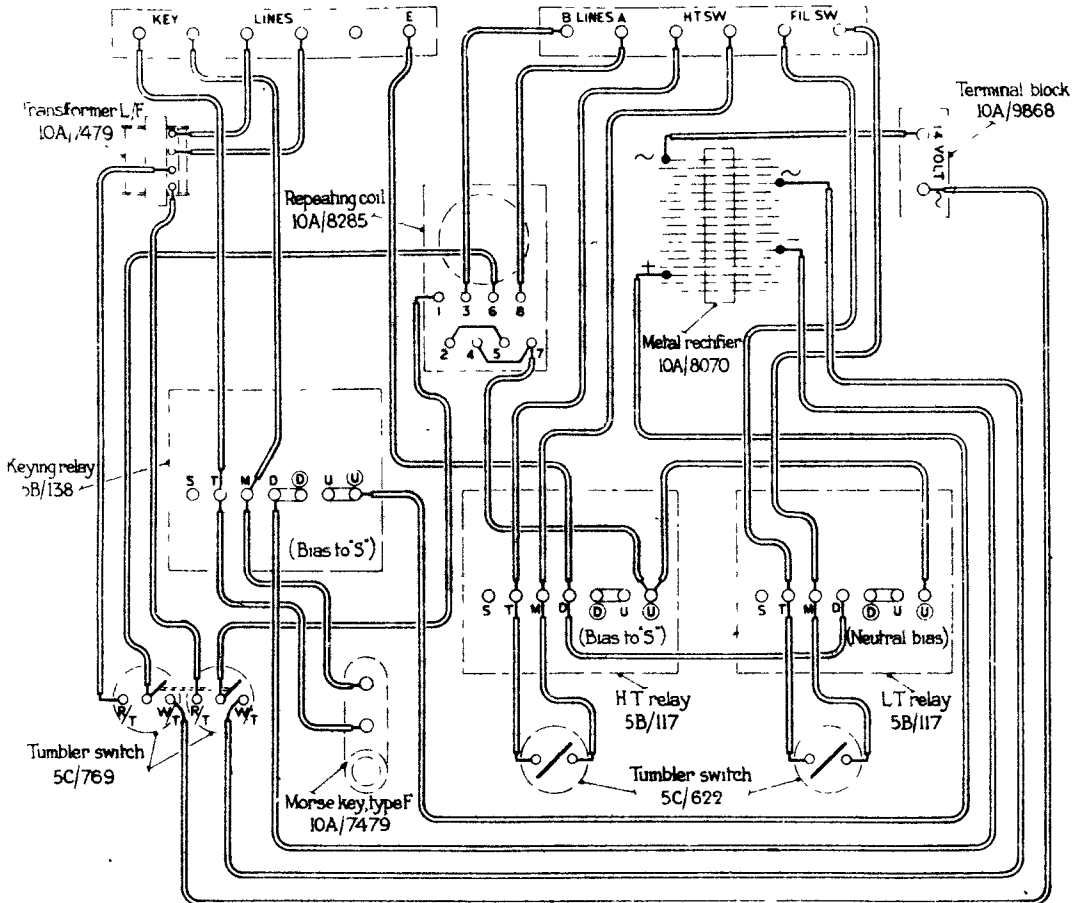 KEY LINES E
B LINES A HT SW FIL SW
Transformer L/F
10A/7479
Terminal block
10A/9868
14 VOLT
~
~
~
Repeating coil
10A/8285
+
−
1 3 6 8
2 4 5 7
Metal rectifier
10A/8070
Keying relay
5B/138
S T M D D U U
(Bias to "S")
S T M D D U U
(Bias to "S")
S T M D D U U
(Neutral bias)
H T relay
5B/117
L T relay
5B/117
R/T W/T R/T W/T
Tumbler switch
5C/769
Morse key, type F
10A/7479
Tumbler switch
5C/622